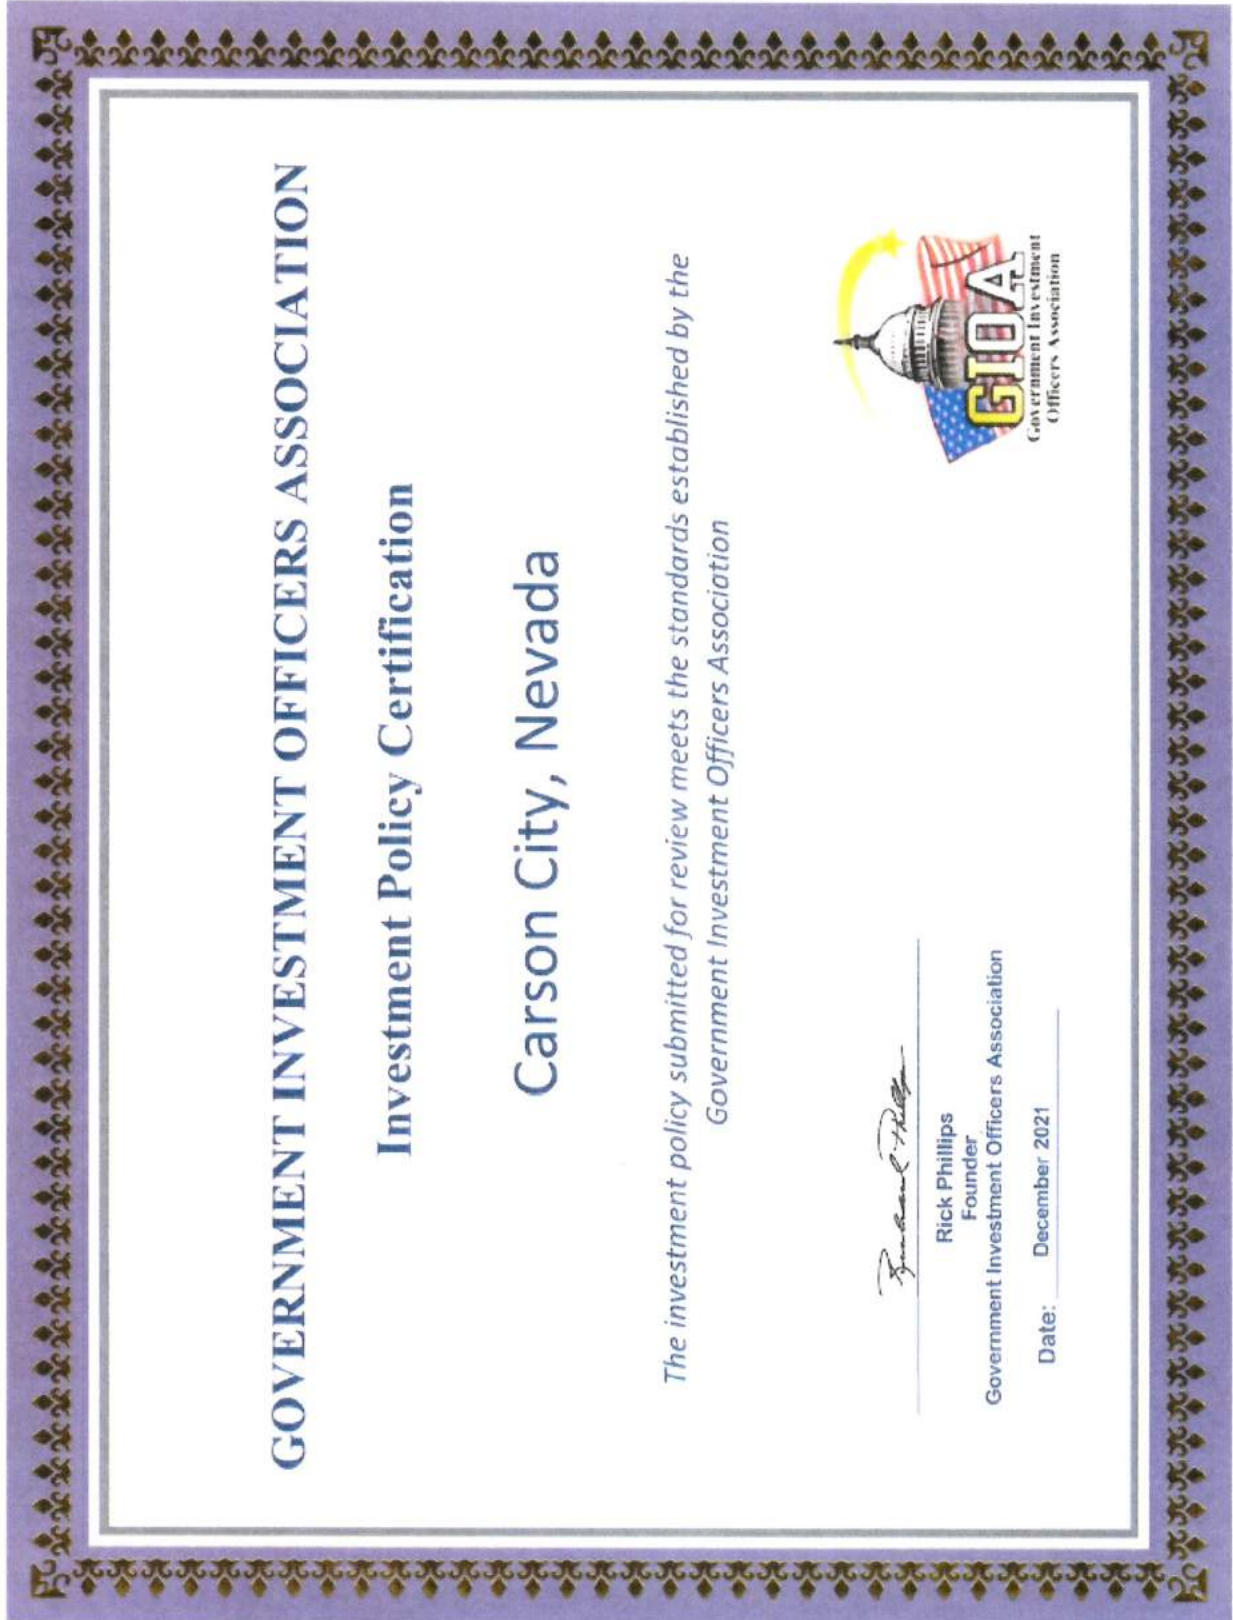 GOVERNMENT INVESTMENT OFFICERS ASSOCIATION
Investment Policy Certification
Carson City, Nevada
The investment policy submitted for review meets the standards established by the
Government Investment Officers Association
Rick Phillips
Founder
Government Investment Officers Association
Date: December 2021
GIOA
Government Investment
Officers Association